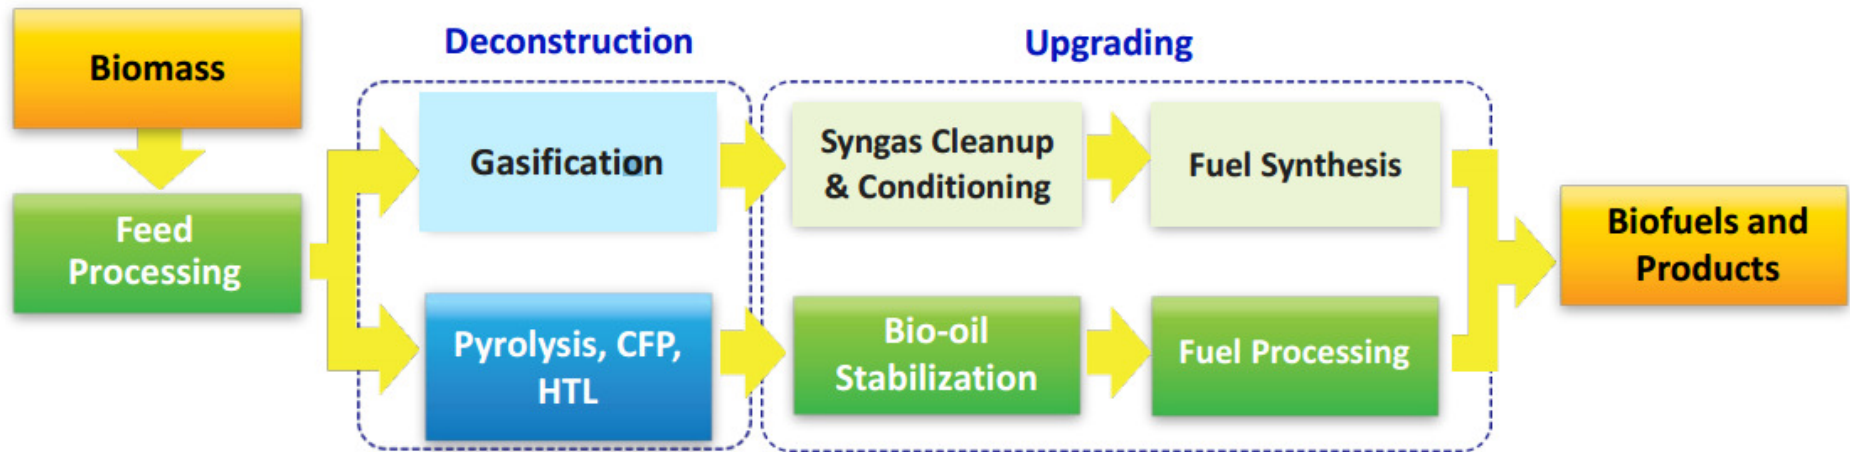 Biomass
Feed
Processing
Deconstruction
Gasification
Pyrolysis, CFP,
HTL
Upgrading
Syngas Cleanup
& Conditioning
Fuel Synthesis
Bio-oil
Stabilization
Fuel Processing
Biofuels and
Products